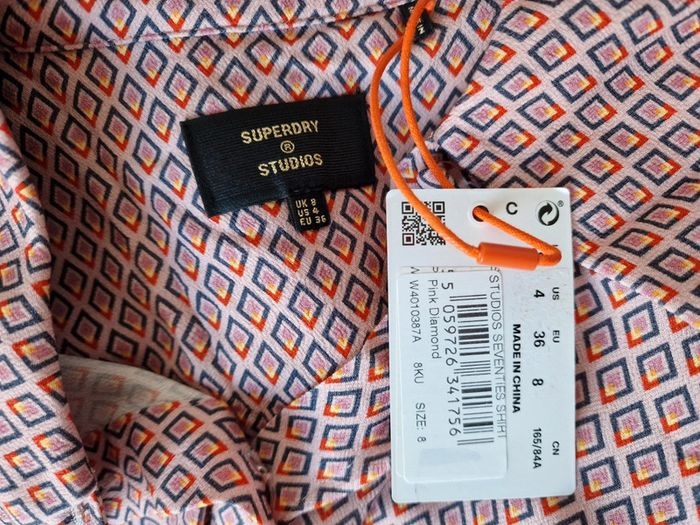 SUPERDRY
®
STUDIOS
UK 8
US 4
EU 36
C
®
US
4
EU
36
8
CN
165/84A
MADE IN CHINA
STUDIOS SEVENTIES SHIRT
5 059726 341756
Pink Diamond
W4010387A 8KU SIZE: 8